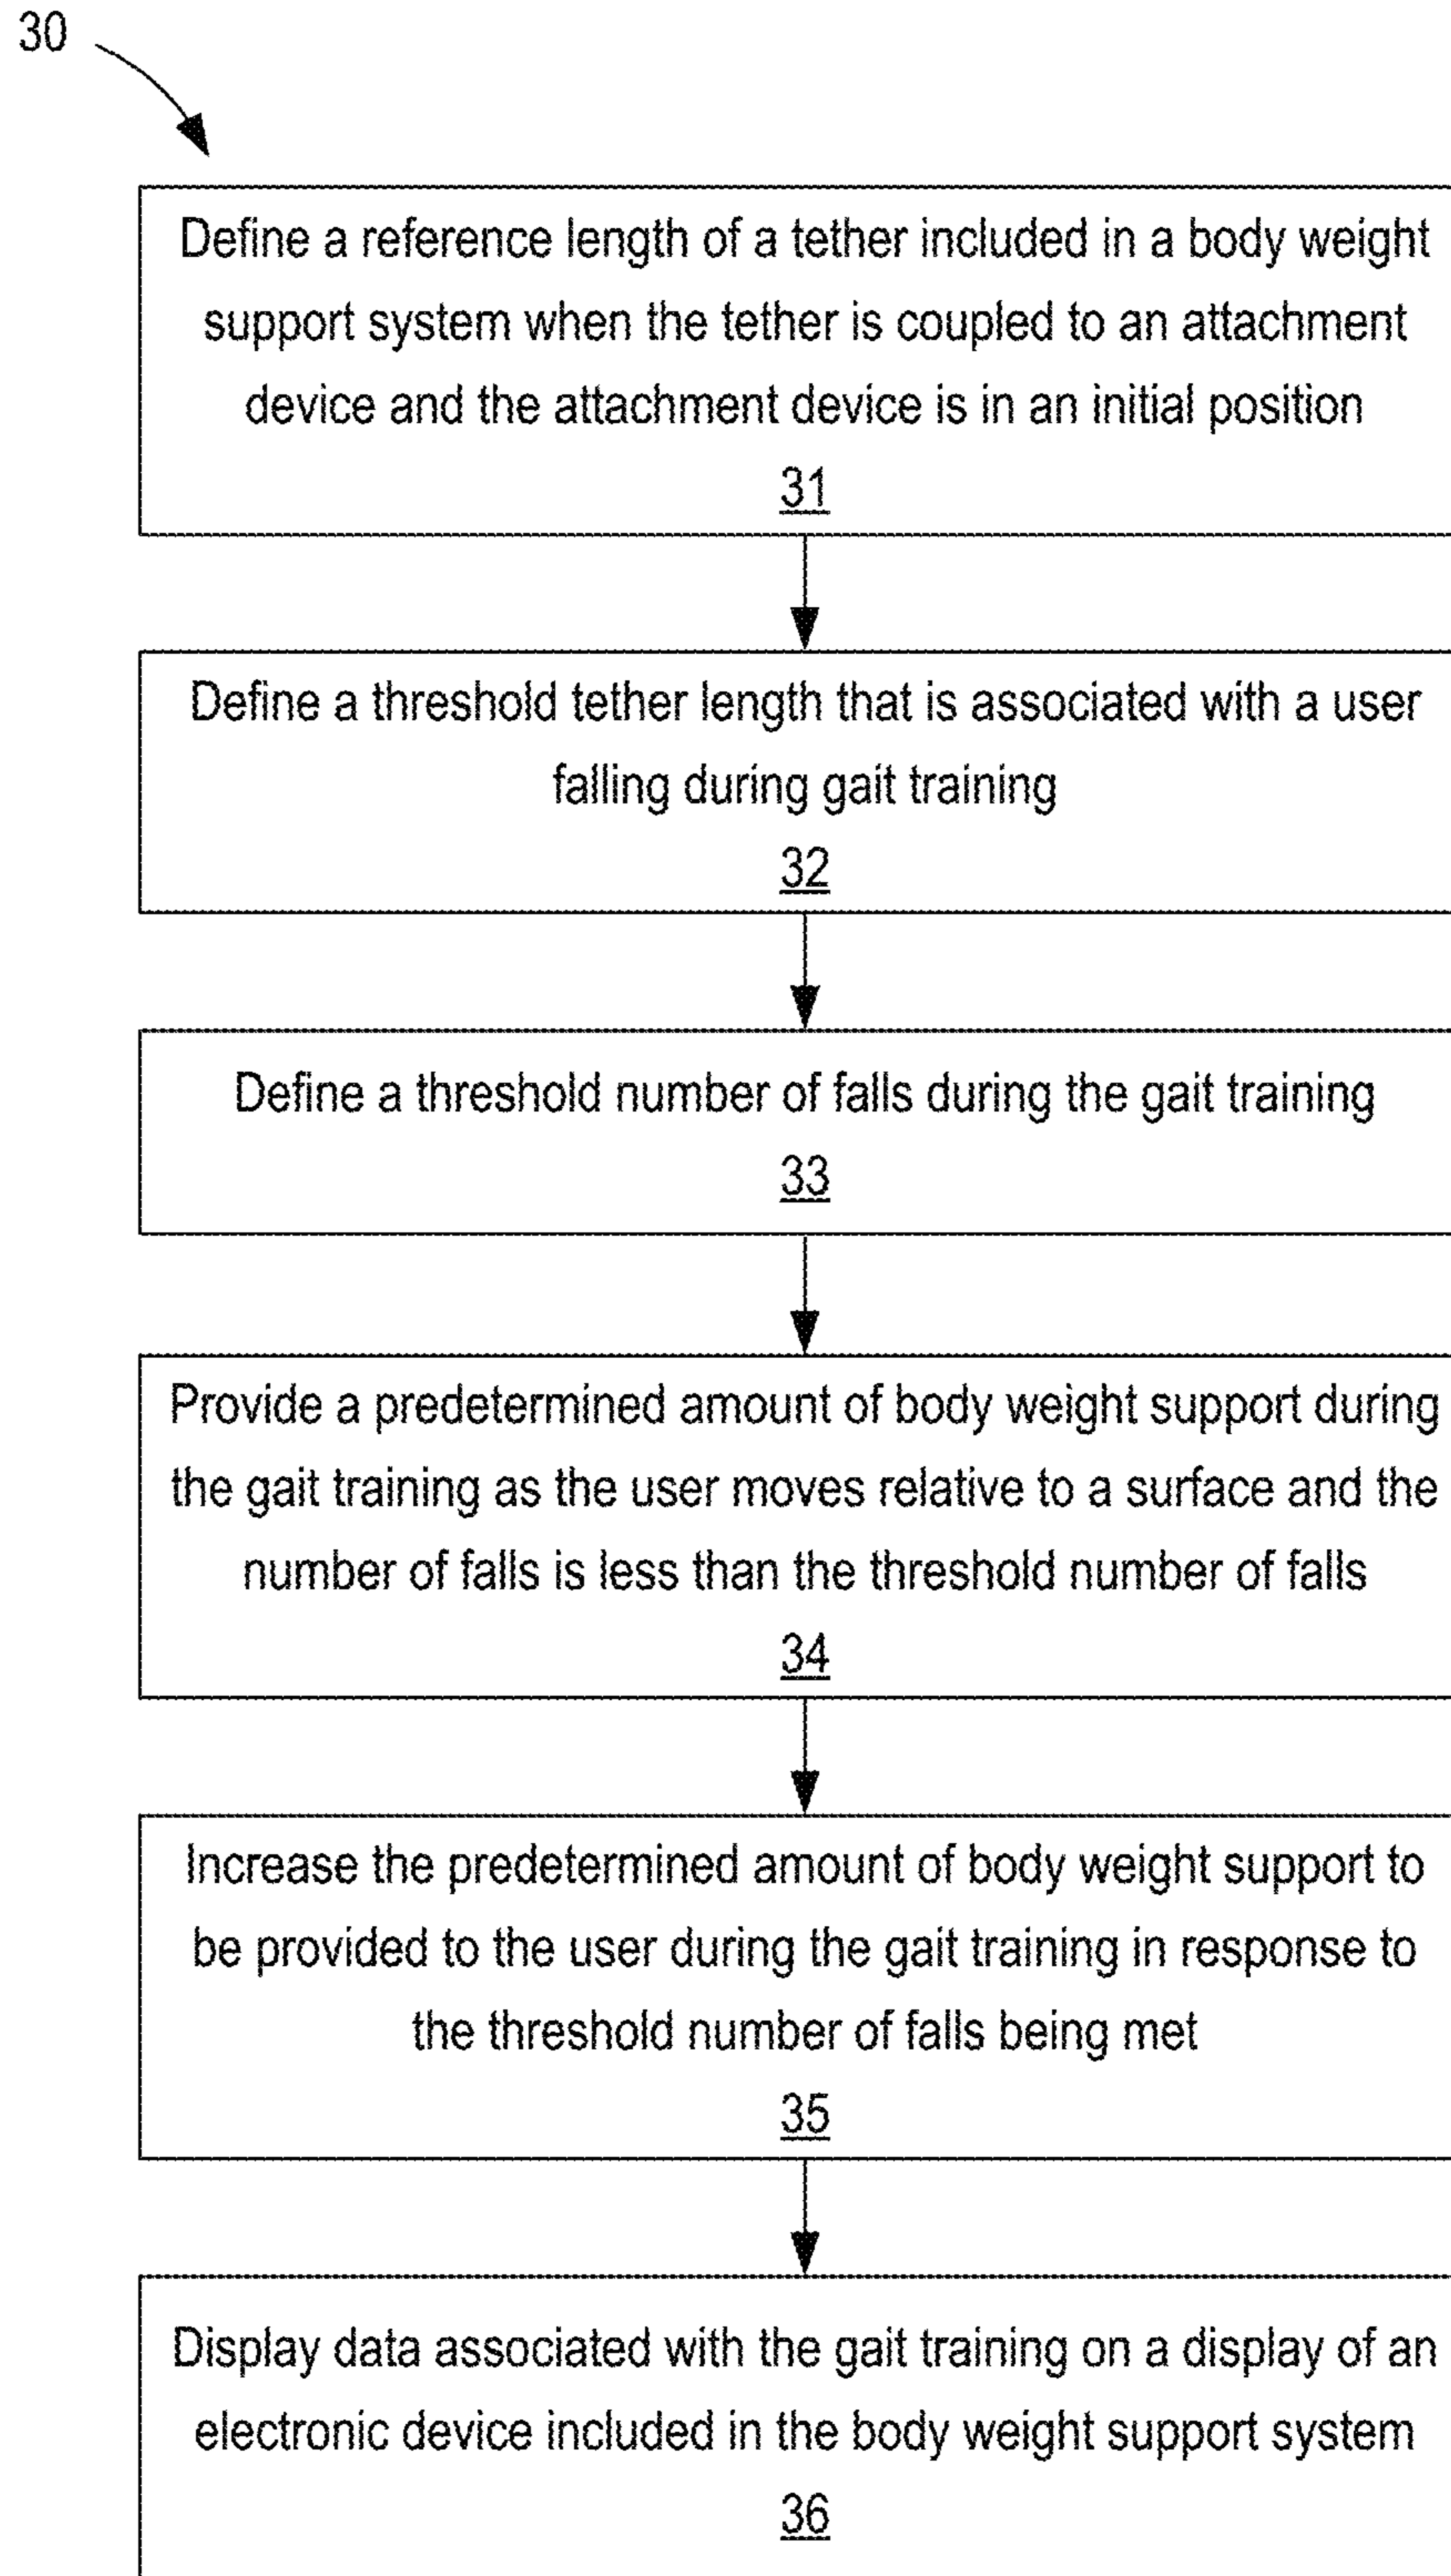 30
Define a reference length of a tether included in a body weight
support system when the tether is coupled to an attachment
device and the attachment device is in an initial position
31
Define a threshold tether length that is associated with a user
falling during gait training
32
Define a threshold number of falls during the gait training
33
Provide a predetermined amount of body weight support during
the gait training as the user moves relative to a surface and the
number of falls is less than the threshold number of falls
34
Increase the predetermined amount of body weight support to
be provided to the user during the gait training in response to
the threshold number of falls being met
35
Display data associated with the gait training on a display of an
electronic device included in the body weight support system
36